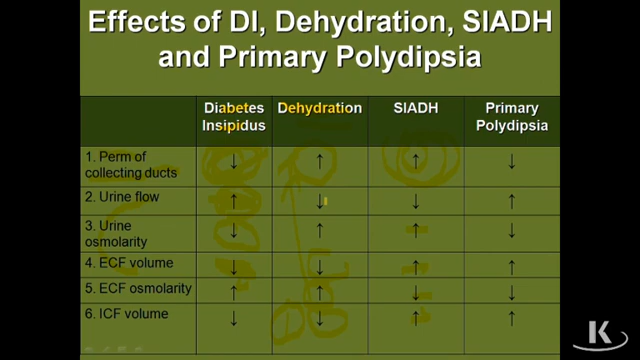 Effects of DI, Dehydration, SIADH
and Primary Polydipsia
Diabetes Insipidus Dehydration SIADH Primary Polydipsia
1. Perm of collecting ducts ↓ ↑ ↑ ↓
2. Urine flow ↑ ↓ ↓ ↑
3. Urine osmolarity ↓ ↑ ↑ ↓
4. ECF volume ↓ ↓ ↑ ↑
5. ECF osmolarity ↑ ↑ ↓ ↓
6. ICF volume ↓ ↓ ↑ ↑
K